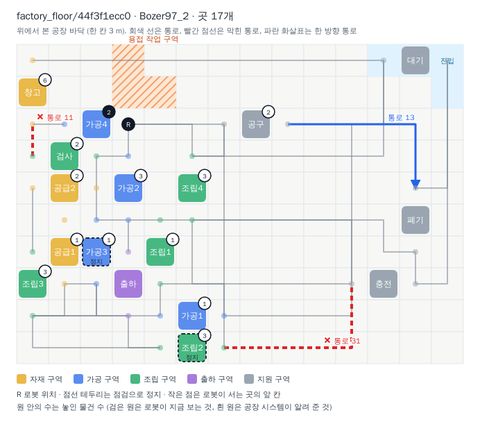 factory_floor/44f3f1ecc0 · Bozer97_2 · 곳 17개
위에서 본 공장 바닥 (한 칸 3 m). 회색 선은 통로, 빨간 점선은 막힌 통로, 파란 화살표는 한 방향 통로
용접 작업 구역
대기
진입
창고 6
✕ 통로 11
가공4 2
R
공구 2
통로 13
검사 2
공급2 2
가공2 3
조립4 3
폐기
공급1 1
가공3 1
정지
조립1 1
조립3 3
출하
충전
가공1 1
조립2 3
정지
✕ 통로 31
자재 구역
가공 구역
조립 구역
출하 구역
지원 구역
R 로봇 위치 · 점선 테두리는 점검으로 정지 · 작은 점은 로봇이 서는 곳의 앞 칸
원 안의 수는 놓인 물건 수 (검은 원은 로봇이 지금 보는 것, 흰 원은 공장 시스템이 알려 준 것)